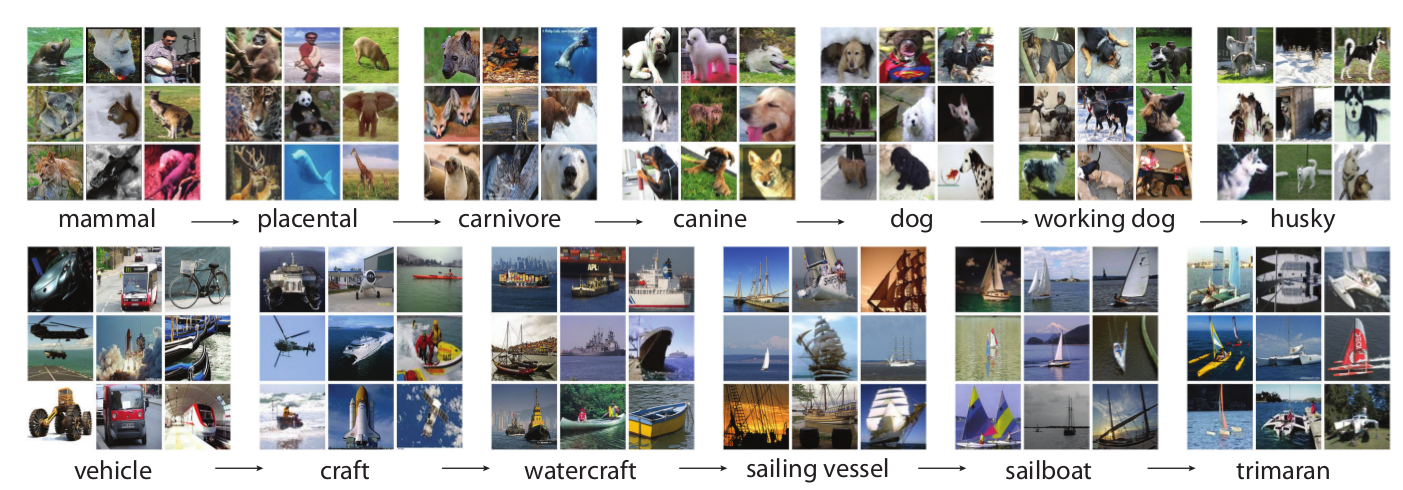 mammal placental carnivore canine dog working dog husky
vehicle craft watercraft sailing vessel sailboat trimaran